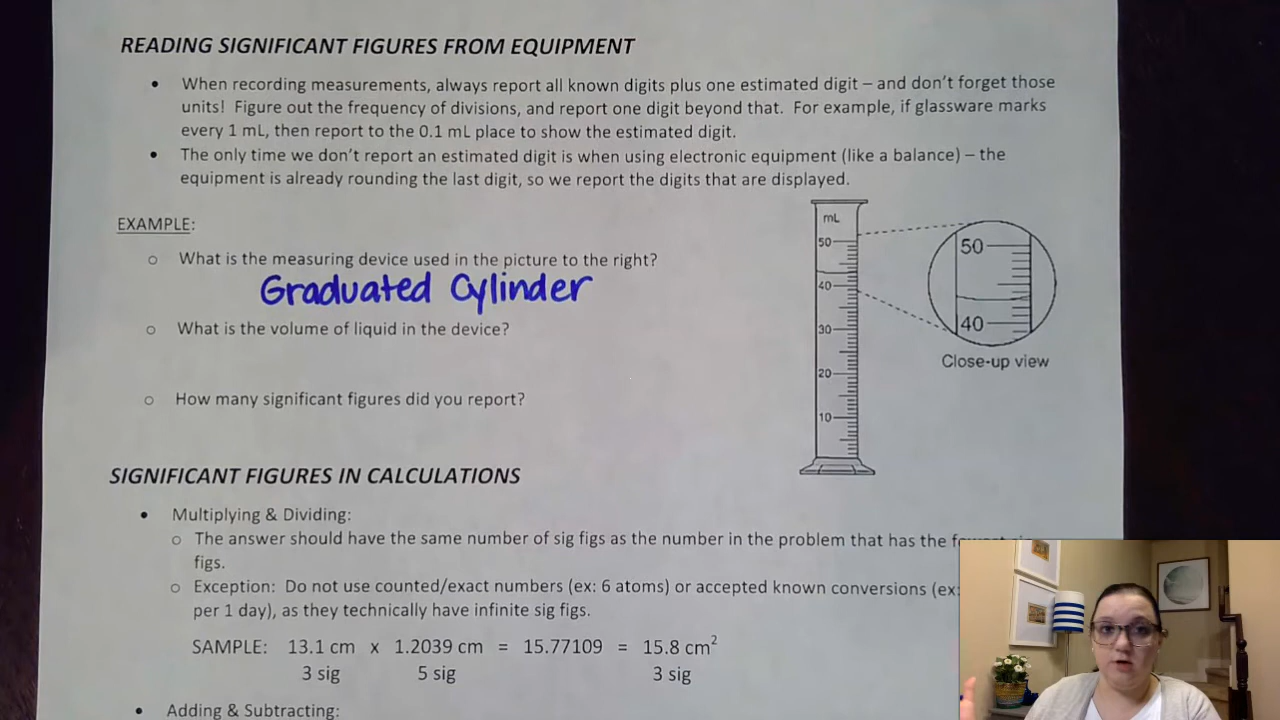 READING SIGNIFICANT FIGURES FROM EQUIPMENT
• When recording measurements, always report all known digits plus one estimated digit – and don't forget those
units! Figure out the frequency of divisions, and report one digit beyond that. For example, if glassware marks
every 1 mL, then report to the 0.1 mL place to show the estimated digit.
• The only time we don't report an estimated digit is when using electronic equipment (like a balance) – the
equipment is already rounding the last digit, so we report the digits that are displayed.
EXAMPLE:
o What is the measuring device used in the picture to the right?
Graduated Cylinder
o What is the volume of liquid in the device?
o How many significant figures did you report?
mL
50
40
30
20
10
50
40
Close-up view
SIGNIFICANT FIGURES IN CALCULATIONS
• Multiplying & Dividing:
o The answer should have the same number of sig figs as the number in the problem that has the
figs.
o Exception: Do not use counted/exact numbers (ex: 6 atoms) or accepted known conversions (ex:
per 1 day), as they technically have infinite sig figs.
SAMPLE: 13.1 cm x 1.2039 cm = 15.77109 = 15.8 cm²
3 sig 5 sig 3 sig
• Adding & Subtracting: